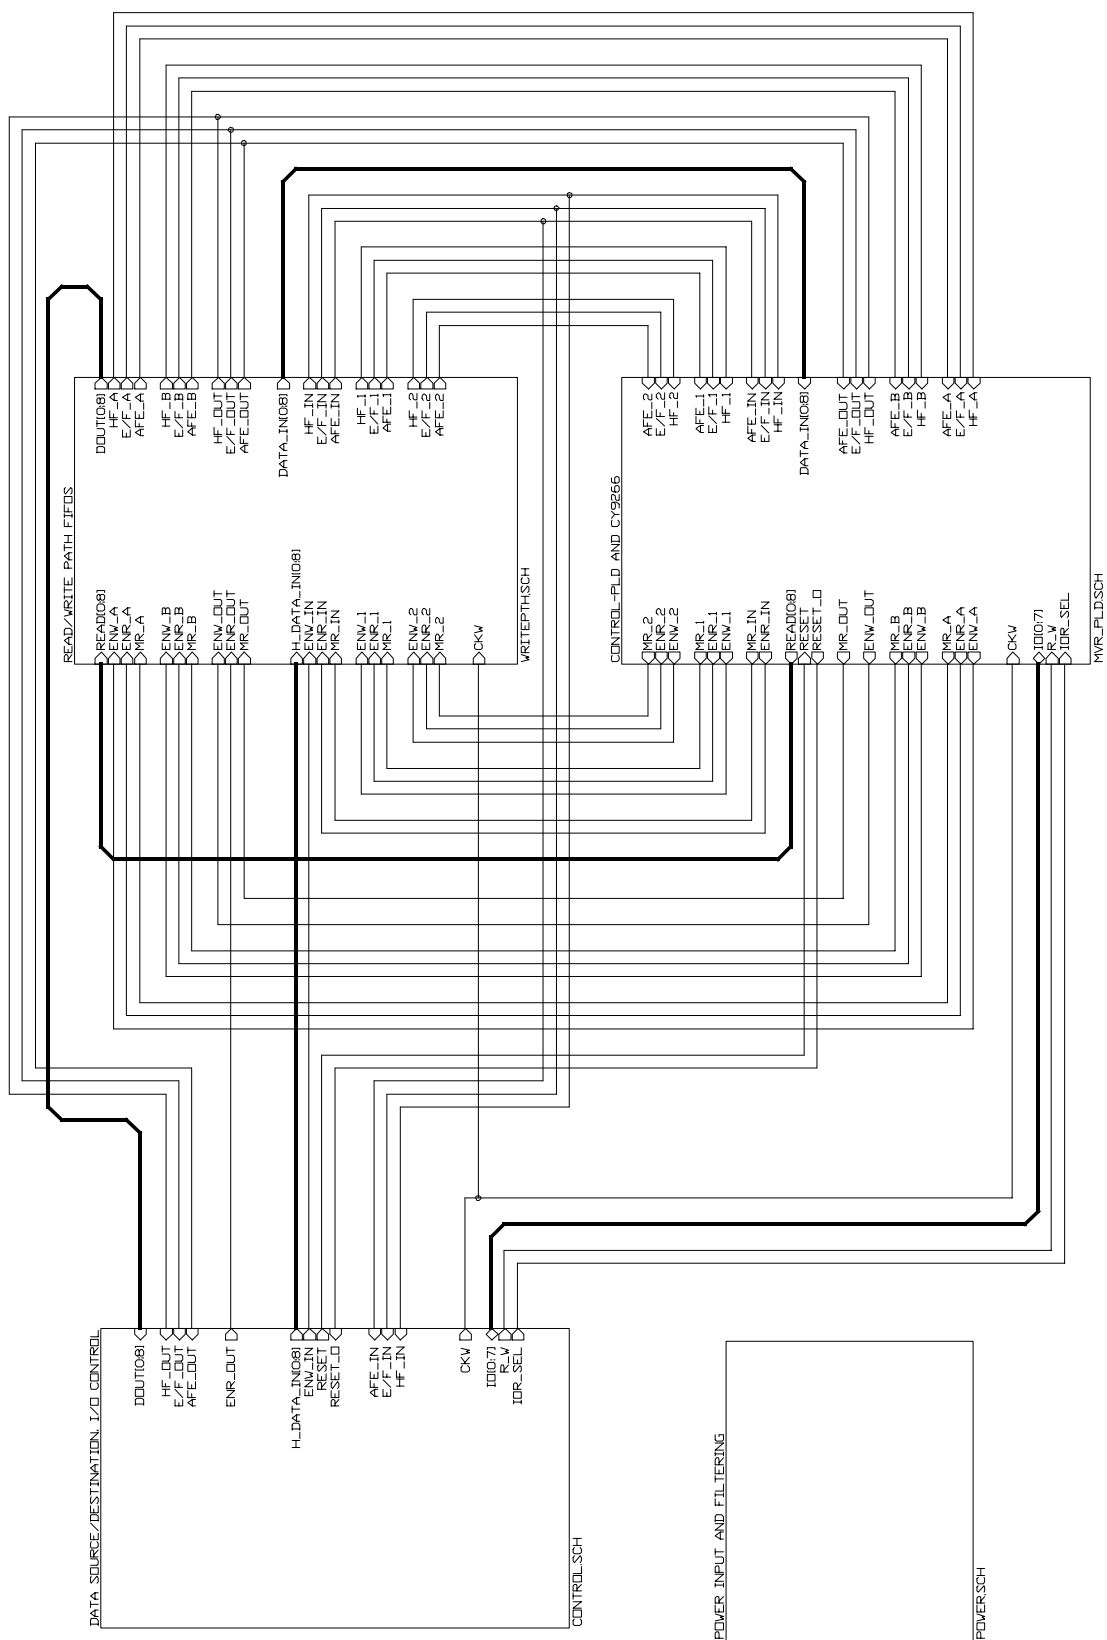 READ/WRITE PATH FIFOS
DOUT[0:8]
HF_A
E/F_A
AFE_A
HF_B
E/F_B
AFE_B
HF_OUT
E/F_OUT
AFE_OUT
DATA_IN[0:8]
HF_IN
E/F_IN
AFE_IN
HF_1
E/F_1
AFE_1
HF_2
E/F_2
AFE_2
READ[0:8]
ENW_A
ENR_A
MR_A
ENW_B
ENR_B
MR_B
ENW_OUT
ENR_OUT
MR_OUT
H_DATA_IN[0:8]
ENW_IN
ENR_IN
MR_IN
ENW_1
ENR_1
MR_1
ENW_2
ENR_2
MR_2
CKW
WRITEPTH.SCH
CONTROL-PLD AND CY9266
AFE_2
E/F_2
HF_2
AFE_1
E/F_1
HF_1
AFE_IN
E/F_IN
HF_IN
DATA_IN[0:8]
AFE_OUT
E/F_OUT
HF_OUT
AFE_B
E/F_B
HF_B
AFE_A
E/F_A
HF_A
MR_2
ENR_2
ENW_2
MR_1
ENR_1
ENW_1
MR_IN
ENR_IN
READ[0:8]
RESET
RESET_O
MR_OUT
ENW_OUT
MR_B
ENR_B
ENW_B
MR_A
ENR_A
ENW_A
CKW
IO[0:7]
R_W
IOR_SEL
MVR_PLD.SCH
DATA SOURCE/DESTINATION, I/O CONTROL
DOUT[0:8]
HF_OUT
E/F_OUT
AFE_OUT
ENR_OUT
H_DATA_IN[0:8]
ENW_IN
RESET
RESET_O
AFE_IN
E/F_IN
HF_IN
CKW
IO[0:7]
R_W
IOR_SEL
CONTROL.SCH
POWER INPUT AND FILTERING
POWER.SCH